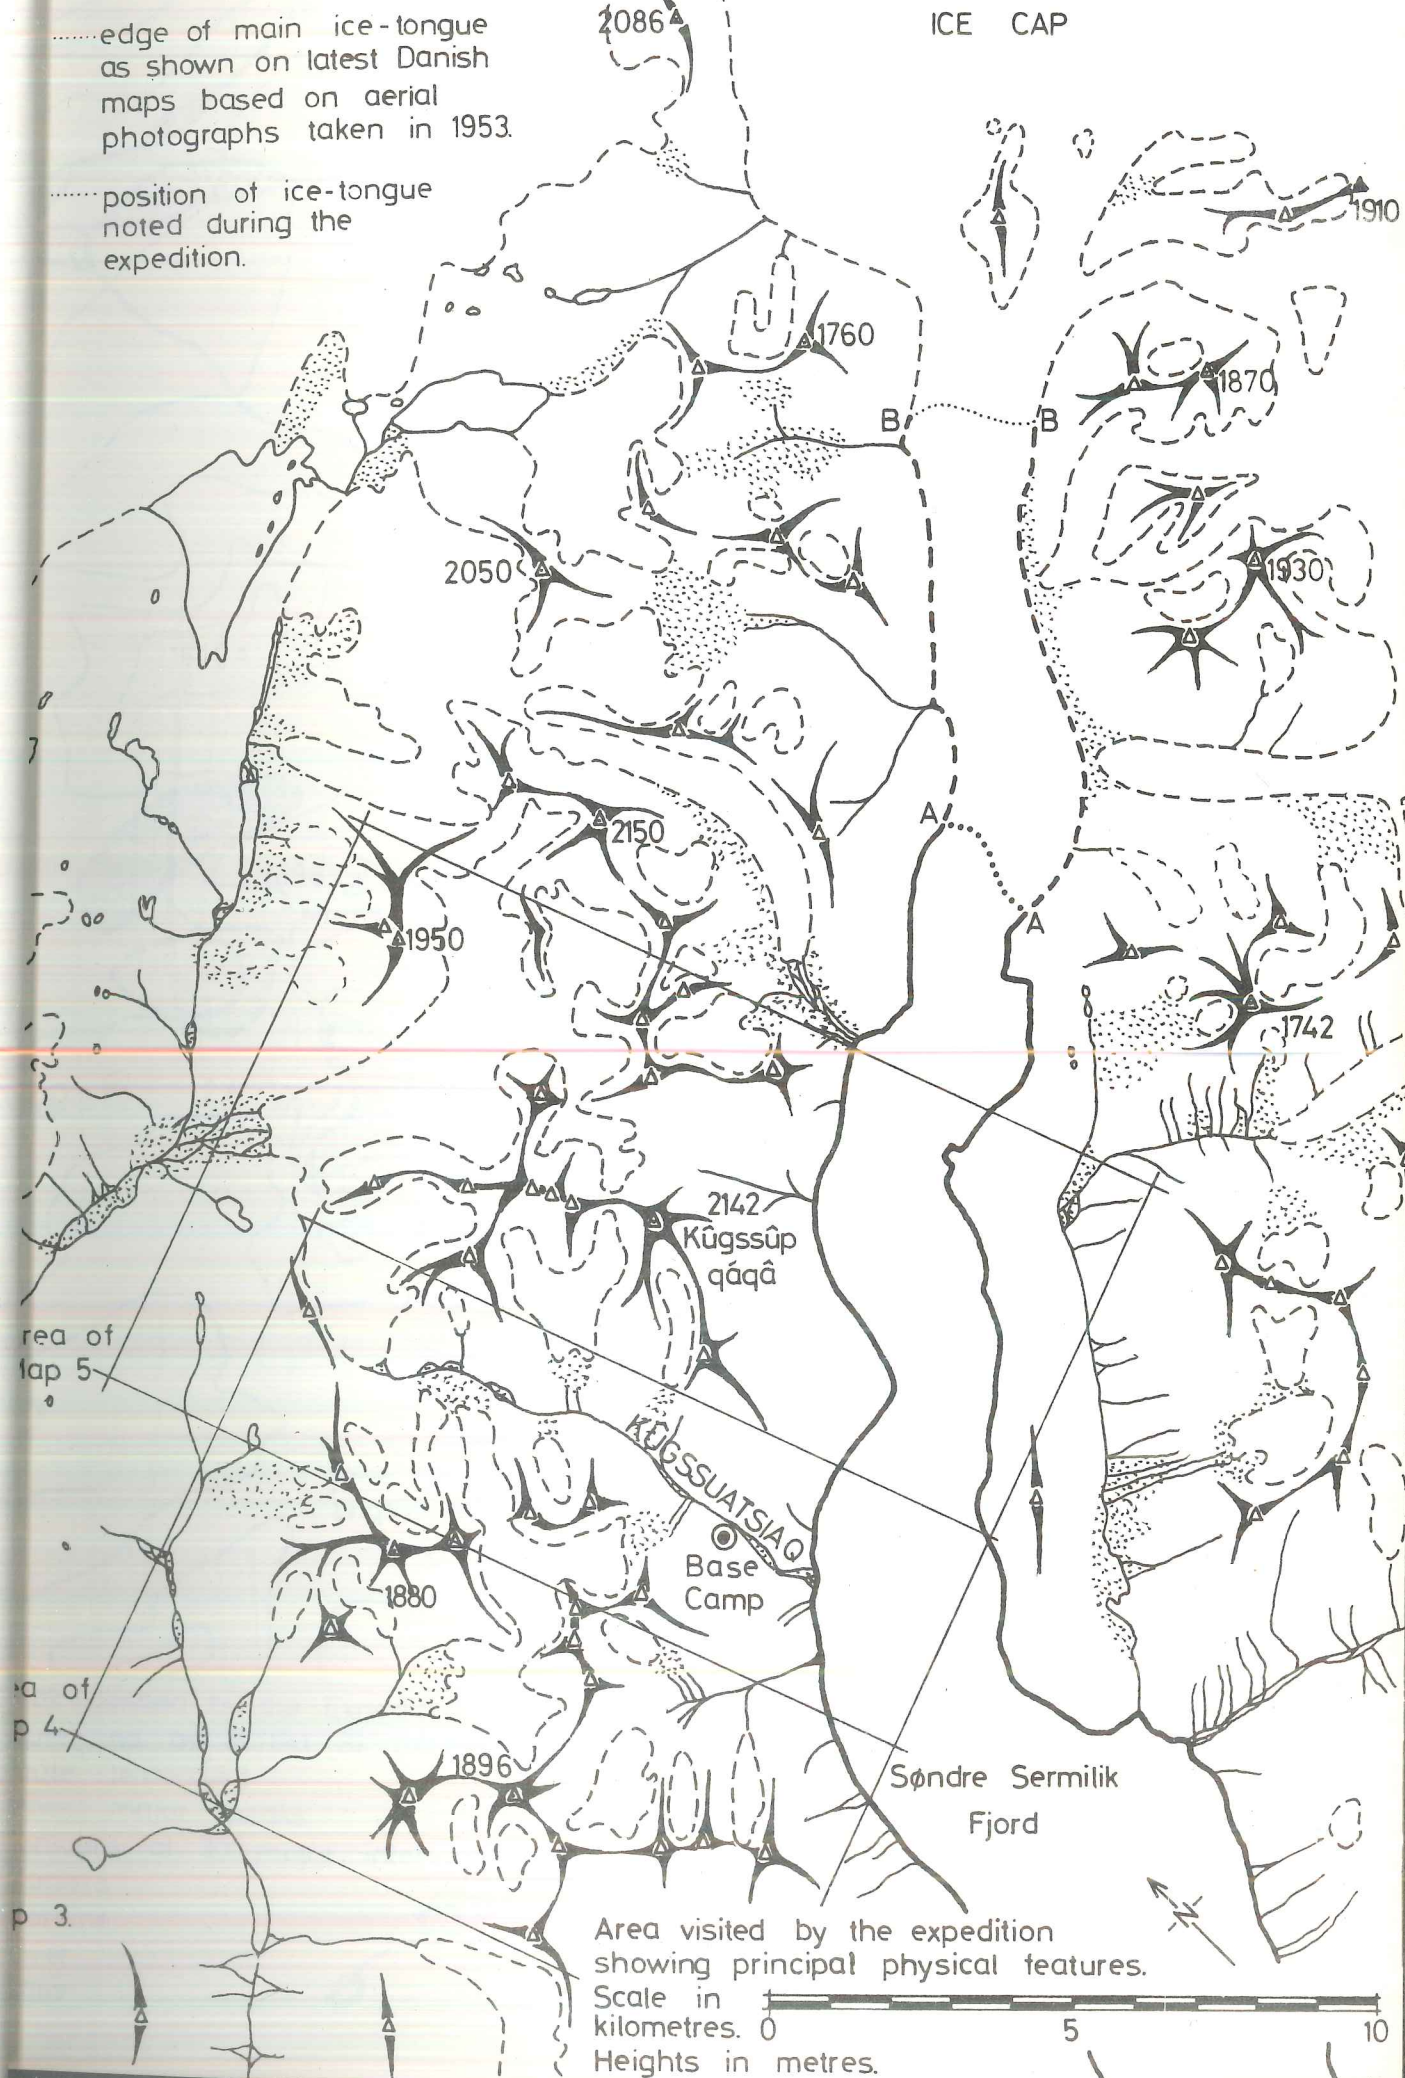 .......edge of main ice-tongue
as shown on latest Danish
maps based on aerial
photographs taken in 1953.
.......position of ice-tongue
noted during the
expedition.
2086
ICE CAP
1910
1760
1870
B
B
2050
1930
3
A
2150
1950
A
1742
2142
Kûgssûp
qáqâ
rea of
Map 5
KÛGSSUATSIAQ
Base
Camp
1880
ea of
p 4
1896
Søndre Sermilik
Fjord
p 3.
N
Area visited by the expedition
showing principal physical features.
Scale in
kilometres. 0 5 10
Heights in metres.